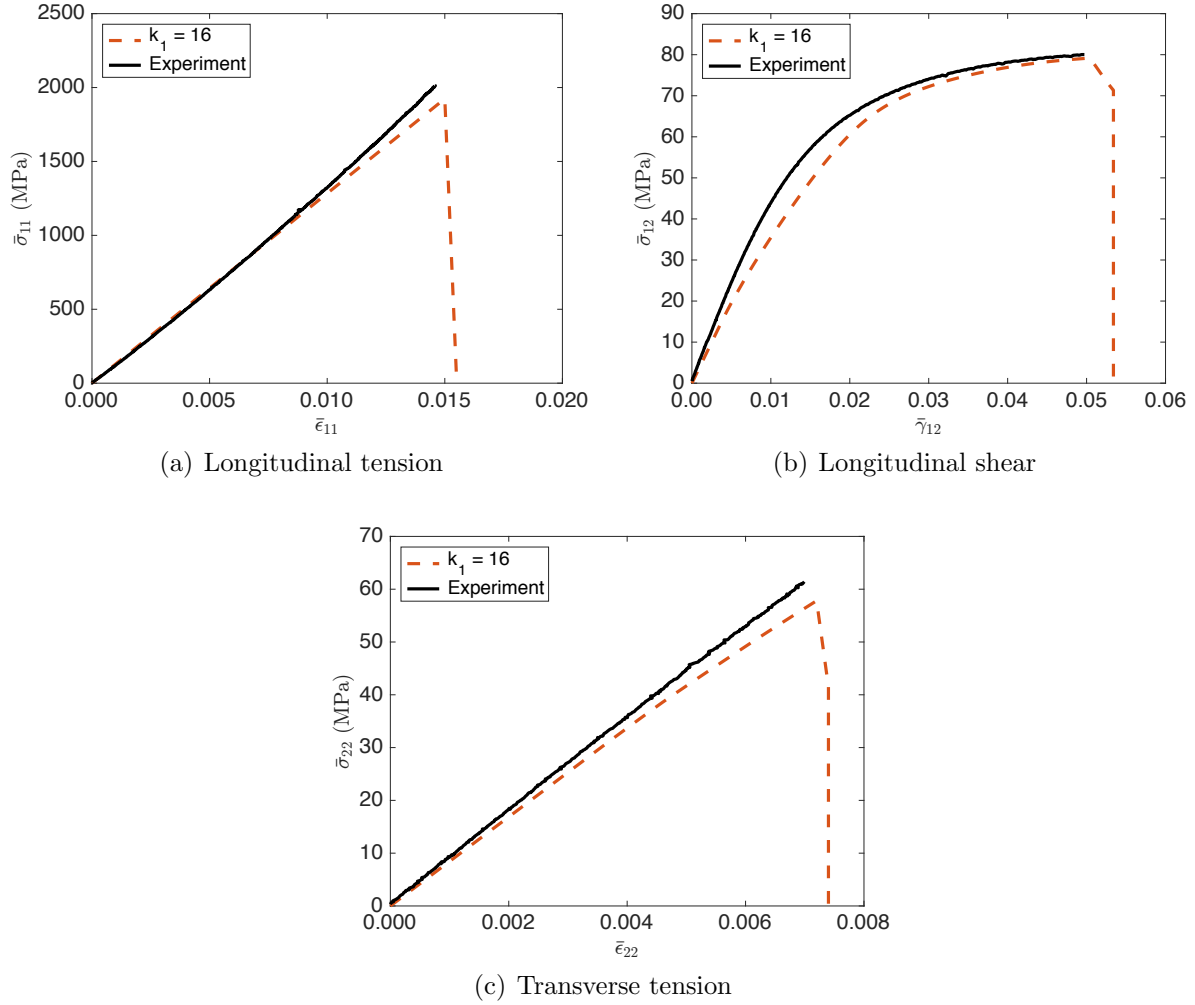 2500
2000
1500
1000
500
0
k₁ = 16
Experiment
σ̄₁₁ (MPa)
0.000 0.005 0.010 0.015 0.020
ε̄₁₁
(a) Longitudinal tension
90
80
70
60
50
40
30
20
10
0
k₁ = 16
Experiment
σ̄₁₂ (MPa)
0.00 0.01 0.02 0.03 0.04 0.05 0.06
γ̄₁₂
(b) Longitudinal shear
70
60
50
40
30
20
10
0
k₁ = 16
Experiment
σ̄₂₂ (MPa)
0.000 0.002 0.004 0.006 0.008
ε̄₂₂
(c) Transverse tension